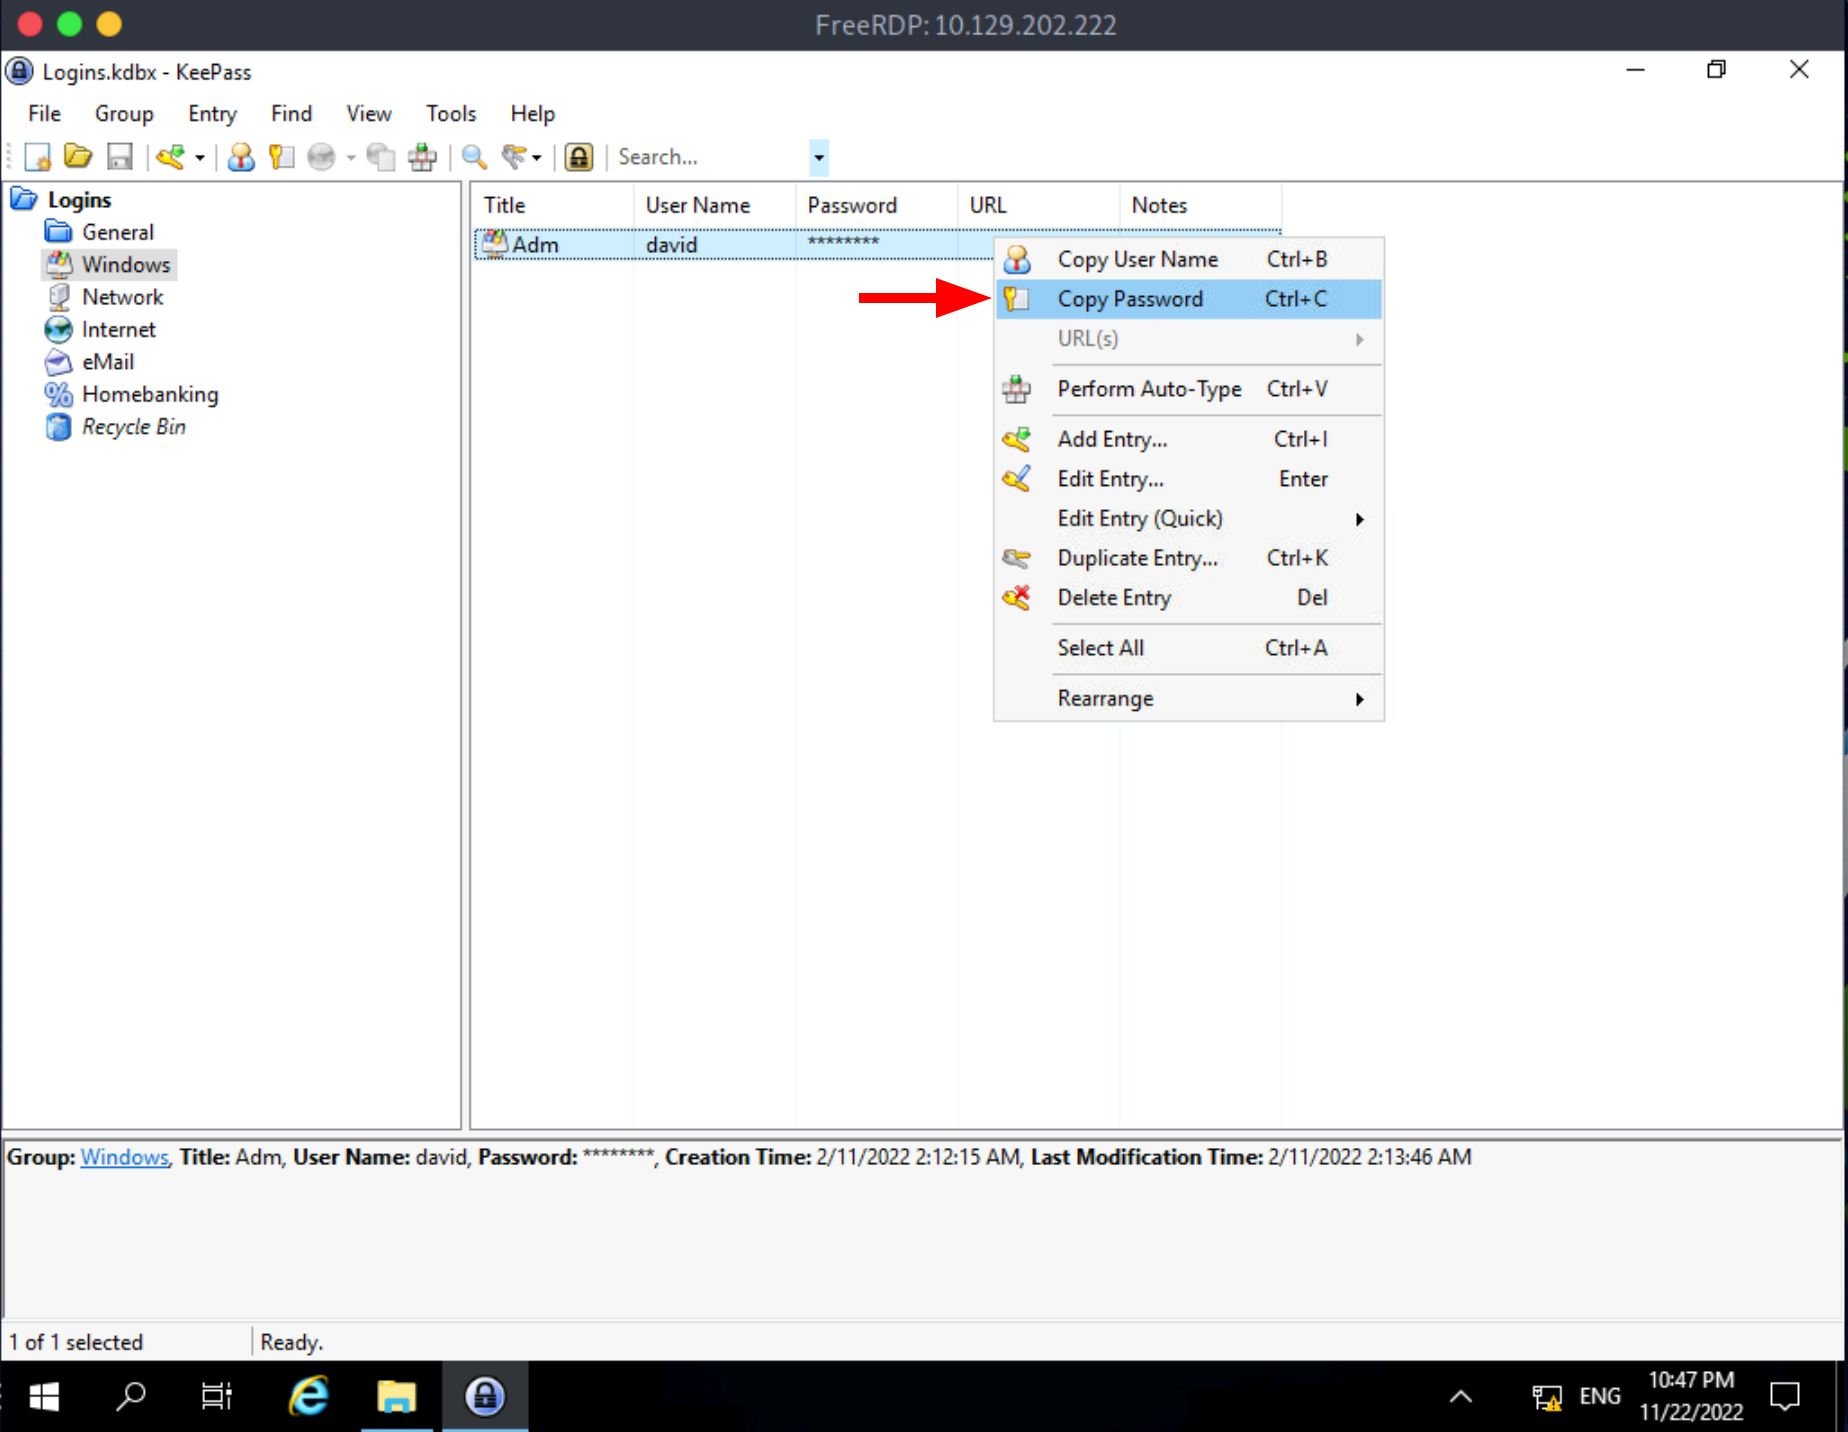 FreeRDP: 10.129.202.222
Logins.kdbx - KeePass
File Group Entry Find View Tools Help
Search...
Logins
General
Windows
Network
Internet
eMail
Homebanking
Recycle Bin
Title User Name Password URL Notes
Adm david ********
Copy User Name Ctrl+B
Copy Password Ctrl+C
URL(s)
Perform Auto-Type Ctrl+V
Add Entry... Ctrl+I
Edit Entry... Enter
Edit Entry (Quick)
Duplicate Entry... Ctrl+K
Delete Entry Del
Select All Ctrl+A
Rearrange
Group: Windows, Title: Adm, User Name: david, Password: ********, Creation Time: 2/11/2022 2:12:15 AM, Last Modification Time: 2/11/2022 2:13:46 AM
1 of 1 selected Ready.
ENG
10:47 PM
11/22/2022